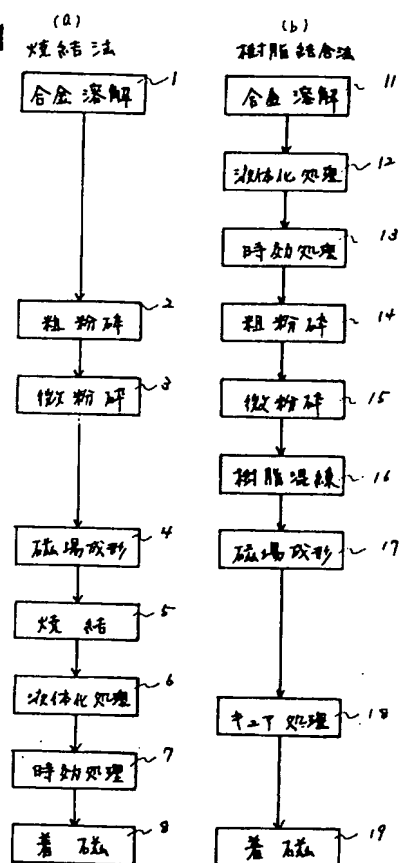 (a)
焼結法
合金溶解
1
粗粉砕
2
微粉砕
3
磁場成形
4
焼結
5
液体化処理
6
時効処理
7
着磁
8
(b)
樹脂結合法
合金溶解
11
液体化処理
12
時効処理
13
粗粉砕
14
微粉砕
15
樹脂混練
16
磁場成形
17
キュア処理
18
着磁
19